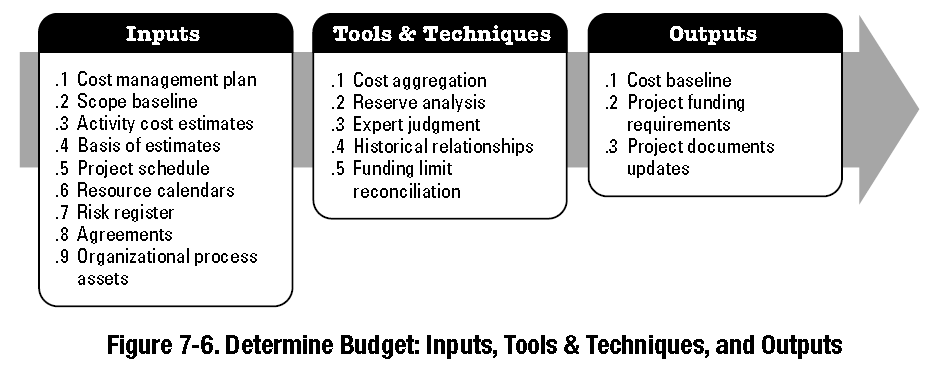 Inputs
.1 Cost management plan
.2 Scope baseline
.3 Activity cost estimates
.4 Basis of estimates
.5 Project schedule
.6 Resource calendars
.7 Risk register
.8 Agreements
.9 Organizational process
assets
Tools & Techniques
.1 Cost aggregation
.2 Reserve analysis
.3 Expert judgment
.4 Historical relationships
.5 Funding limit
reconciliation
Outputs
.1 Cost baseline
.2 Project funding
requirements
.3 Project documents
updates
Figure 7-6. Determine Budget: Inputs, Tools & Techniques, and Outputs